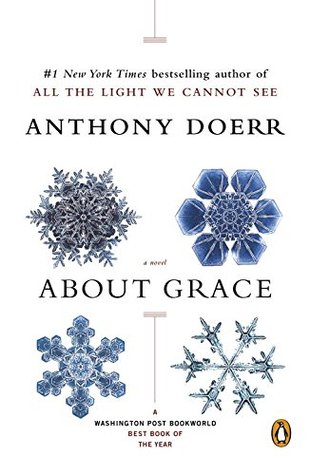 #1 New York Times bestselling author of
ALL THE LIGHT WE CANNOT SEE
ANTHONY DOERR
a novel
ABOUT GRACE
A
WASHINGTON POST BOOKWORLD
BEST BOOK OF
THE YEAR